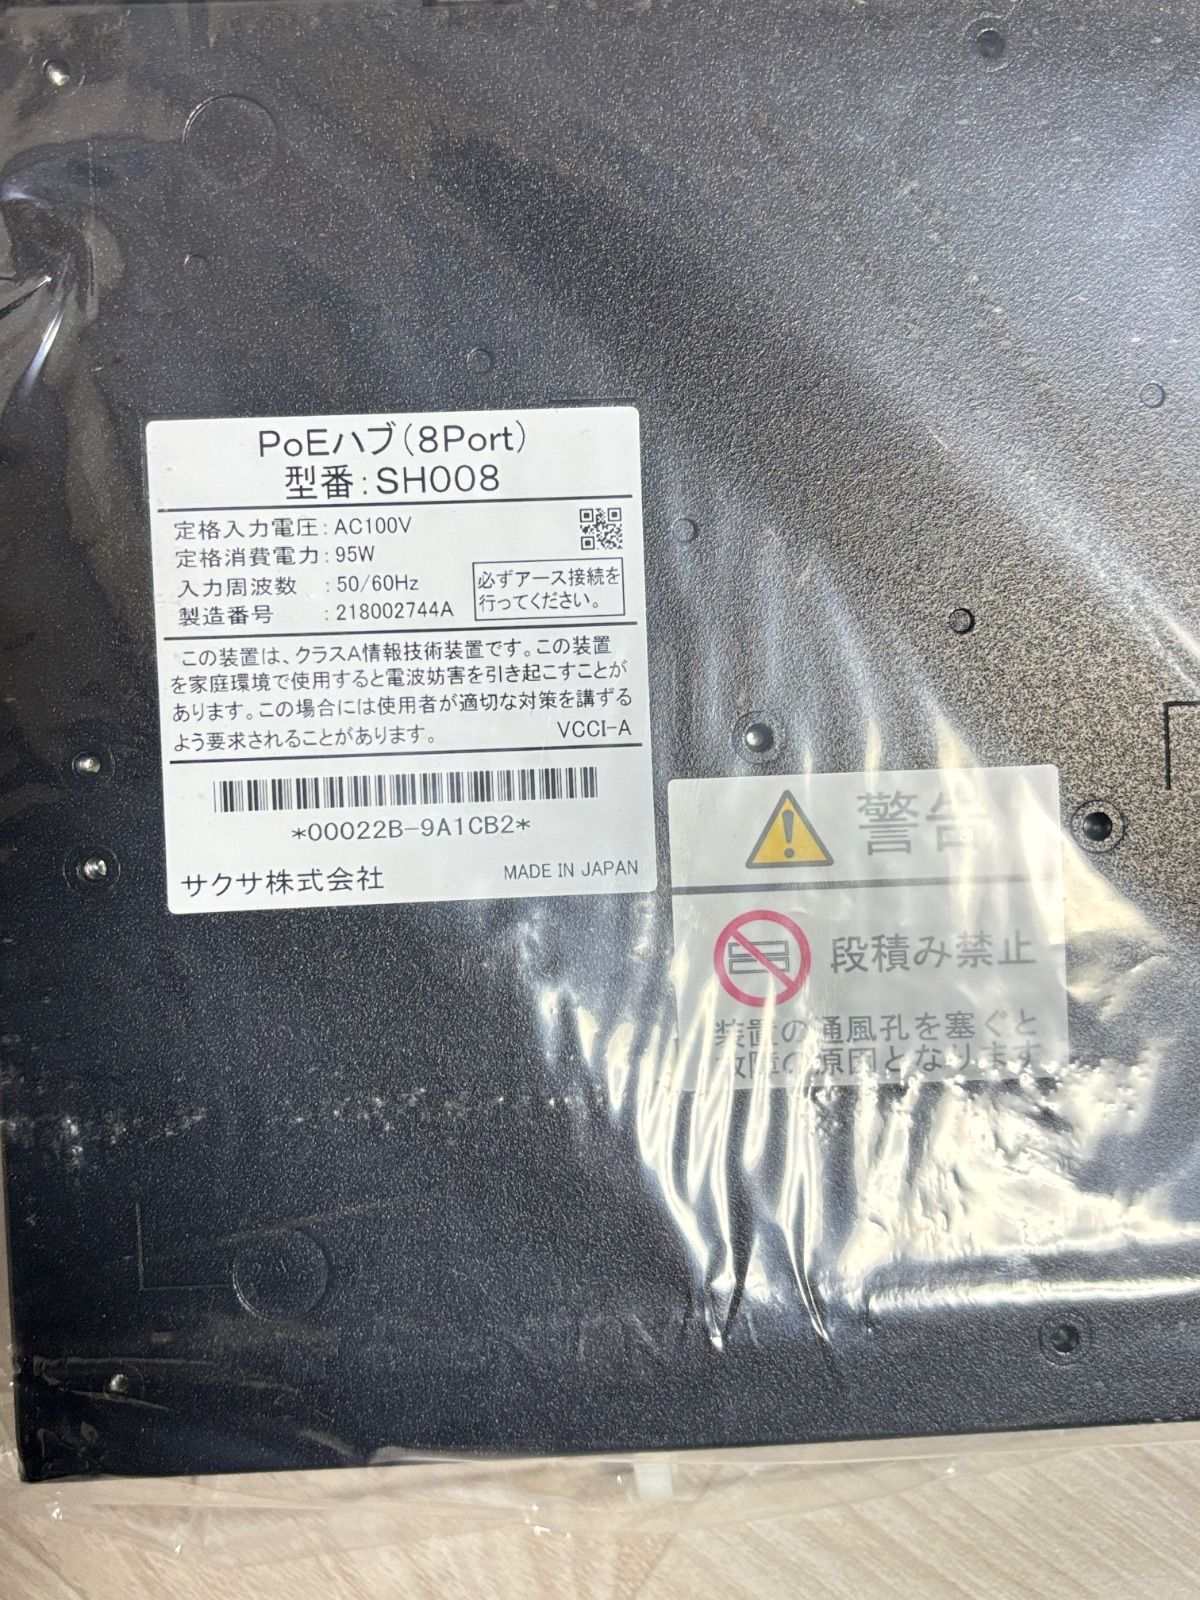 PoEハブ(8Port)
型番:SH008
定格入力電圧:AC100V
定格消費電力:95W
入力周波数 :50/60Hz
製造番号 :218002744A
必ずアース接続を
行ってください。
この装置は、クラスA情報技術装置です。この装置
を家庭環境で使用すると電波妨害を引き起こすことが
あります。この場合には使用者が適切な対策を講ずる
よう要求されることがあります。 VCCI-A
*00022B-9A1CB2*
サクサ株式会社 MADE IN JAPAN
警告
段積み禁止
装置の通風孔を塞ぐと
故障の原因となります